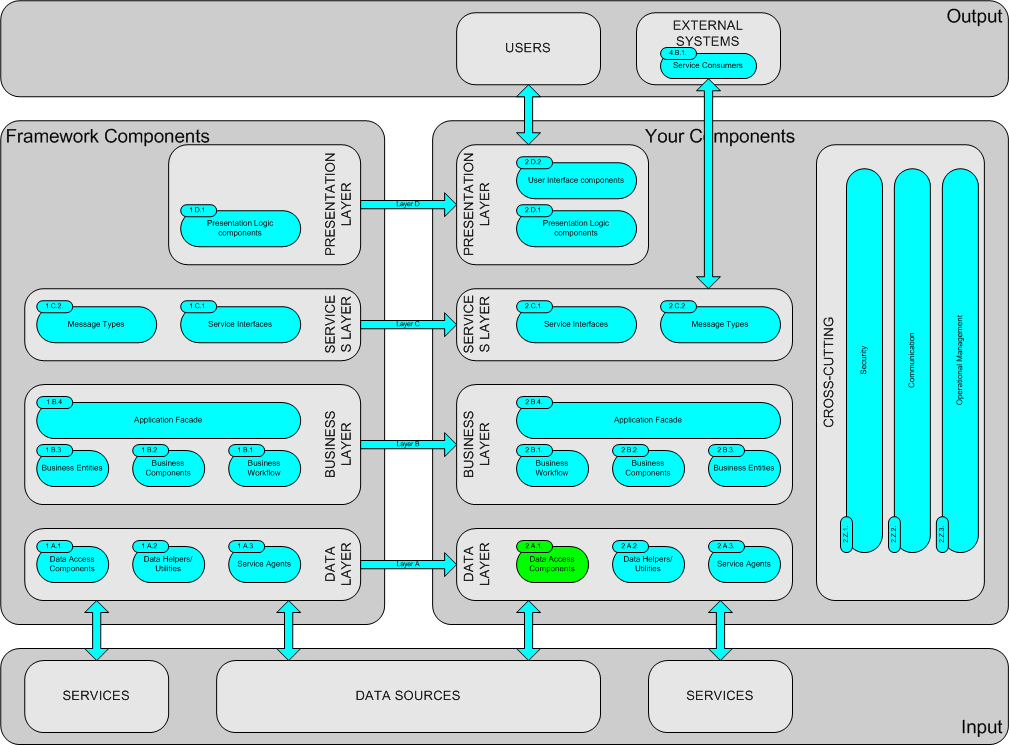 Output
USERS
EXTERNAL
SYSTEMS
4.B.1.
Service Consumers
Framework Components
PRESENTATION
LAYER
1.D.1
Presentation Logic
components
1.C.2.
Message Types
1.C.1
Service Interfaces
SERVICE
S LAYER
1.B.4
Application Facade
1.B.3
Business Entities
1.B.2
Business
Components
1.B.1.
Business
Workflow
BUSINESS
LAYER
1.A.1
Data Access
Components
1.A.2
Data Helpers/
Utilities
1.A.3
Service Agents
DATA
LAYER
Layer D
Layer C
Layer B
Layer A
Your Components
PRESENTATION
LAYER
2.D.2
User Interface components
2.D.1
Presentation Logic
components
SERVICE
S LAYER
2.C.1
Service Interfaces
2.C.2
Message Types
BUSINESS
LAYER
2.B.4.
Application Facade
2.B.1.
Business
Workflow
2.B.2.
Business
Components
2.B.3.
Business Entities
DATA
LAYER
2.A.1.
Data Access
Components
2.A.2.
Data Helpers/
Utilities
2.A.3.
Service Agents
CROSS-CUTTING
Security
2.Z.1.
Communication
2.Z.2.
Operational Management
2.Z.3.
SERVICES
DATA SOURCES
SERVICES
Input